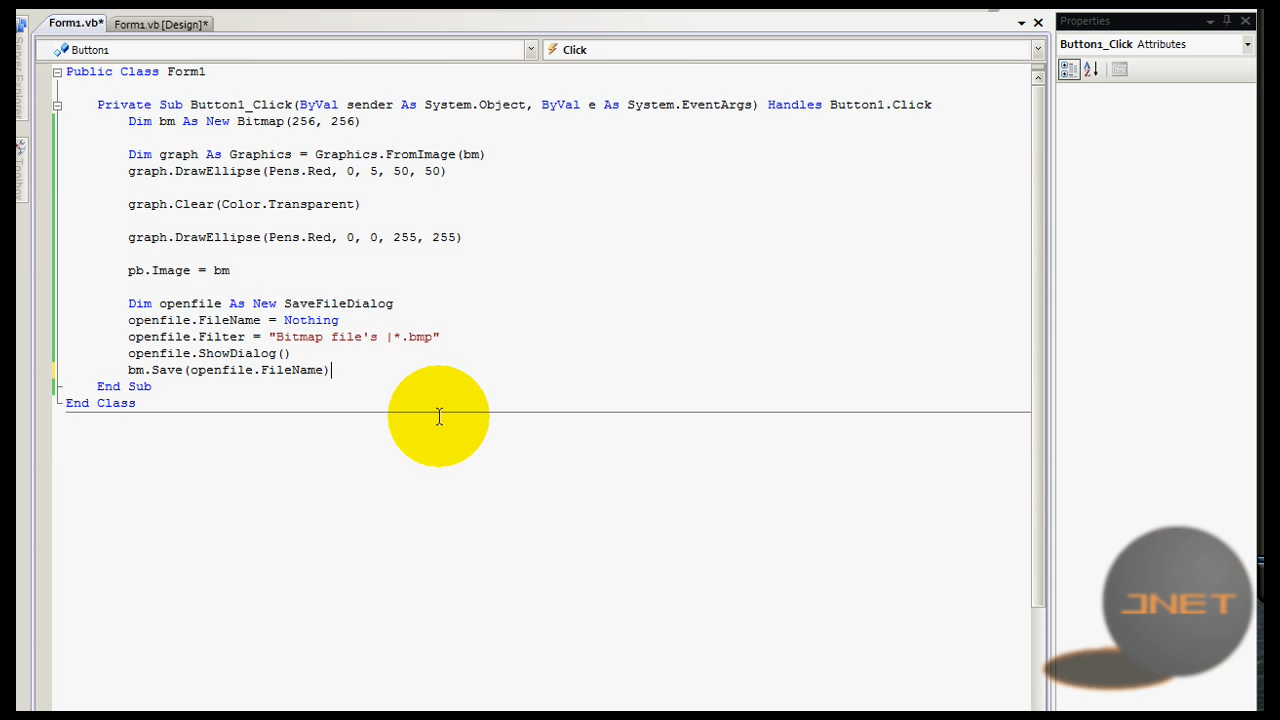 Form1.vb* Form1.vb [Design]*
Properties
Button1 Click
Button1_Click Attributes
Server Explorer
Toolbox
Public Class Form1
Private Sub Button1_Click(ByVal sender As System.Object, ByVal e As System.EventArgs) Handles Button1.Click
Dim bm As New Bitmap(256, 256)
Dim graph As Graphics = Graphics.FromImage(bm)
graph.DrawEllipse(Pens.Red, 0, 5, 50, 50)
graph.Clear(Color.Transparent)
graph.DrawEllipse(Pens.Red, 0, 0, 255, 255)
pb.Image = bm
Dim openfile As New SaveFileDialog
openfile.FileName = Nothing
openfile.Filter = "Bitmap file's |*.bmp"
openfile.ShowDialog()
bm.Save(openfile.FileName)
End Sub
End Class
JNET